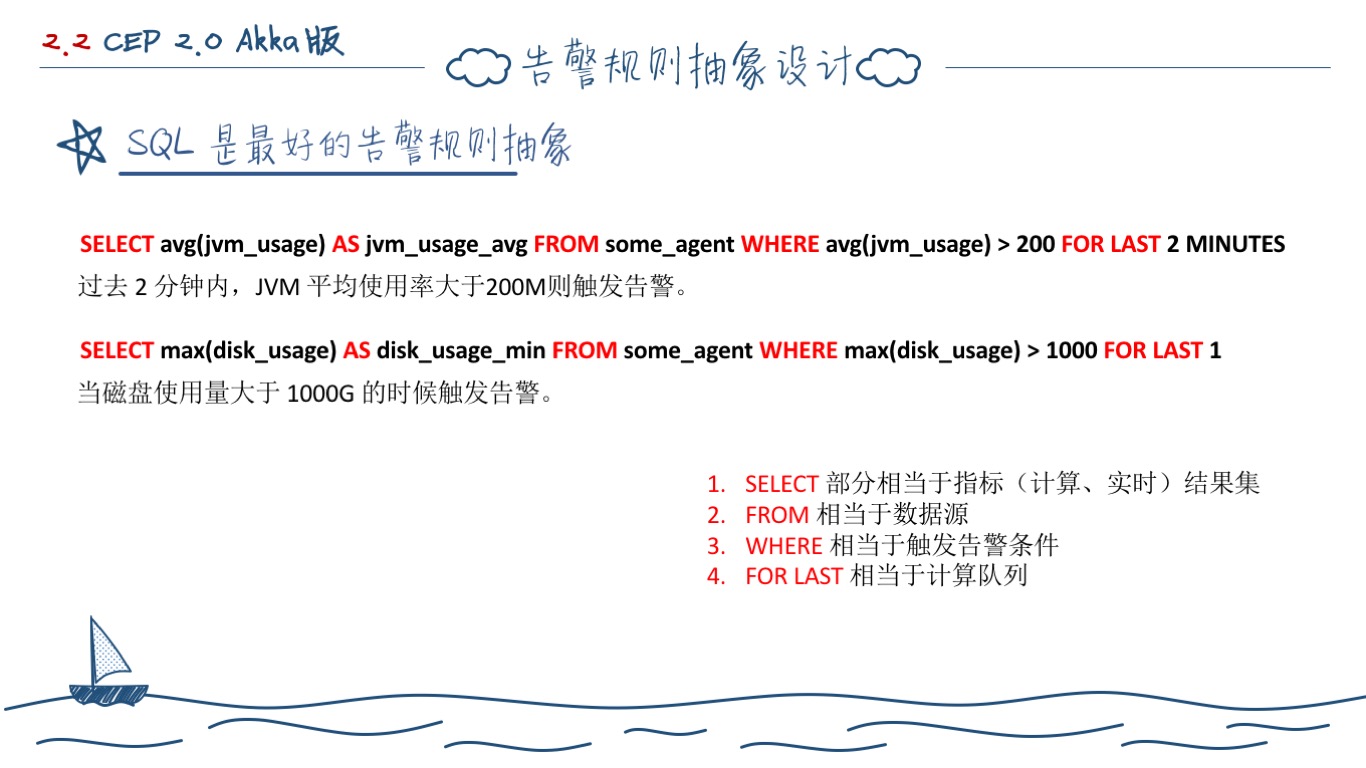 2.2 CEP 2.0 Akka版
告警规则抽象设计
SQL 是最好的告警规则抽象
SELECT avg(jvm_usage) AS jvm_usage_avg FROM some_agent WHERE avg(jvm_usage) > 200 FOR LAST 2 MINUTES
过去 2 分钟内，JVM 平均使用率大于200M则触发告警。
SELECT max(disk_usage) AS disk_usage_min FROM some_agent WHERE max(disk_usage) > 1000 FOR LAST 1
当磁盘使用量大于 1000G 的时候触发告警。
1. SELECT 部分相当于指标（计算、实时）结果集
2. FROM 相当于数据源
3. WHERE 相当于触发告警条件
4. FOR LAST 相当于计算队列